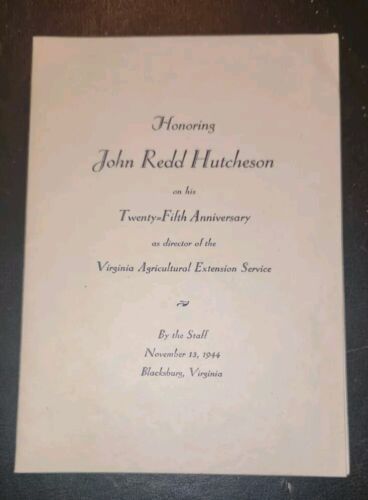 Honoring
John Redd Hutcheson
on his
Twenty=Fifth Anniversary
as director of the
Virginia Agricultural Extension Service
By the Staff
November 13, 1944
Blacksburg, Virginia